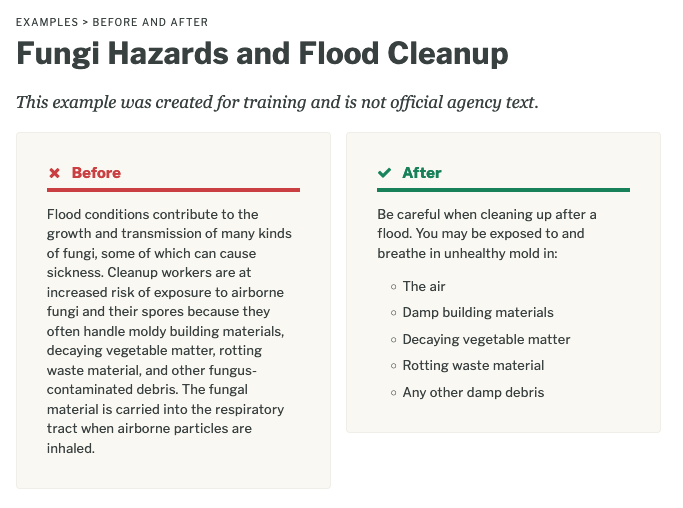 EXAMPLES > BEFORE AND AFTER
Fungi Hazards and Flood Cleanup
This example was created for training and is not official agency text.
Before
Flood conditions contribute to the
growth and transmission of many kinds
of fungi, some of which can cause
sickness. Cleanup workers are at
increased risk of exposure to airborne
fungi and their spores because they
often handle moldy building materials,
decaying vegetable matter, rotting
waste material, and other fungus-
contaminated debris. The fungal
material is carried into the respiratory
tract when airborne particles are
inhaled.
After
Be careful when cleaning up after a
flood. You may be exposed to and
breathe in unhealthy mold in:
The air
Damp building materials
Decaying vegetable matter
Rotting waste material
Any other damp debris